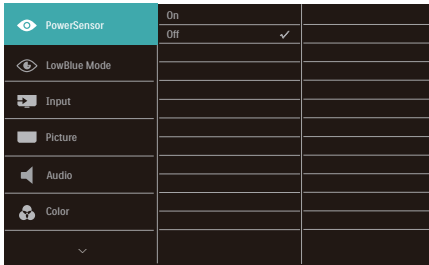 PowerSensor
On
Off
LowBlue Mode
Input
Picture
Audio
Color